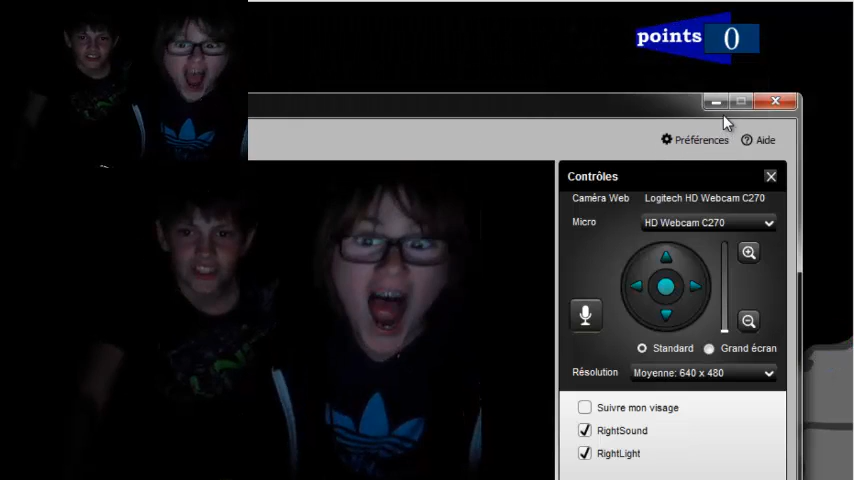 points 0
Préférences Aide
Contrôles
Caméra Web Logitech HD Webcam C270
Micro HD Webcam C270
Standard Grand écran
Résolution Moyenne: 640 x 480
Suivre mon visage
RightSound
RightLight